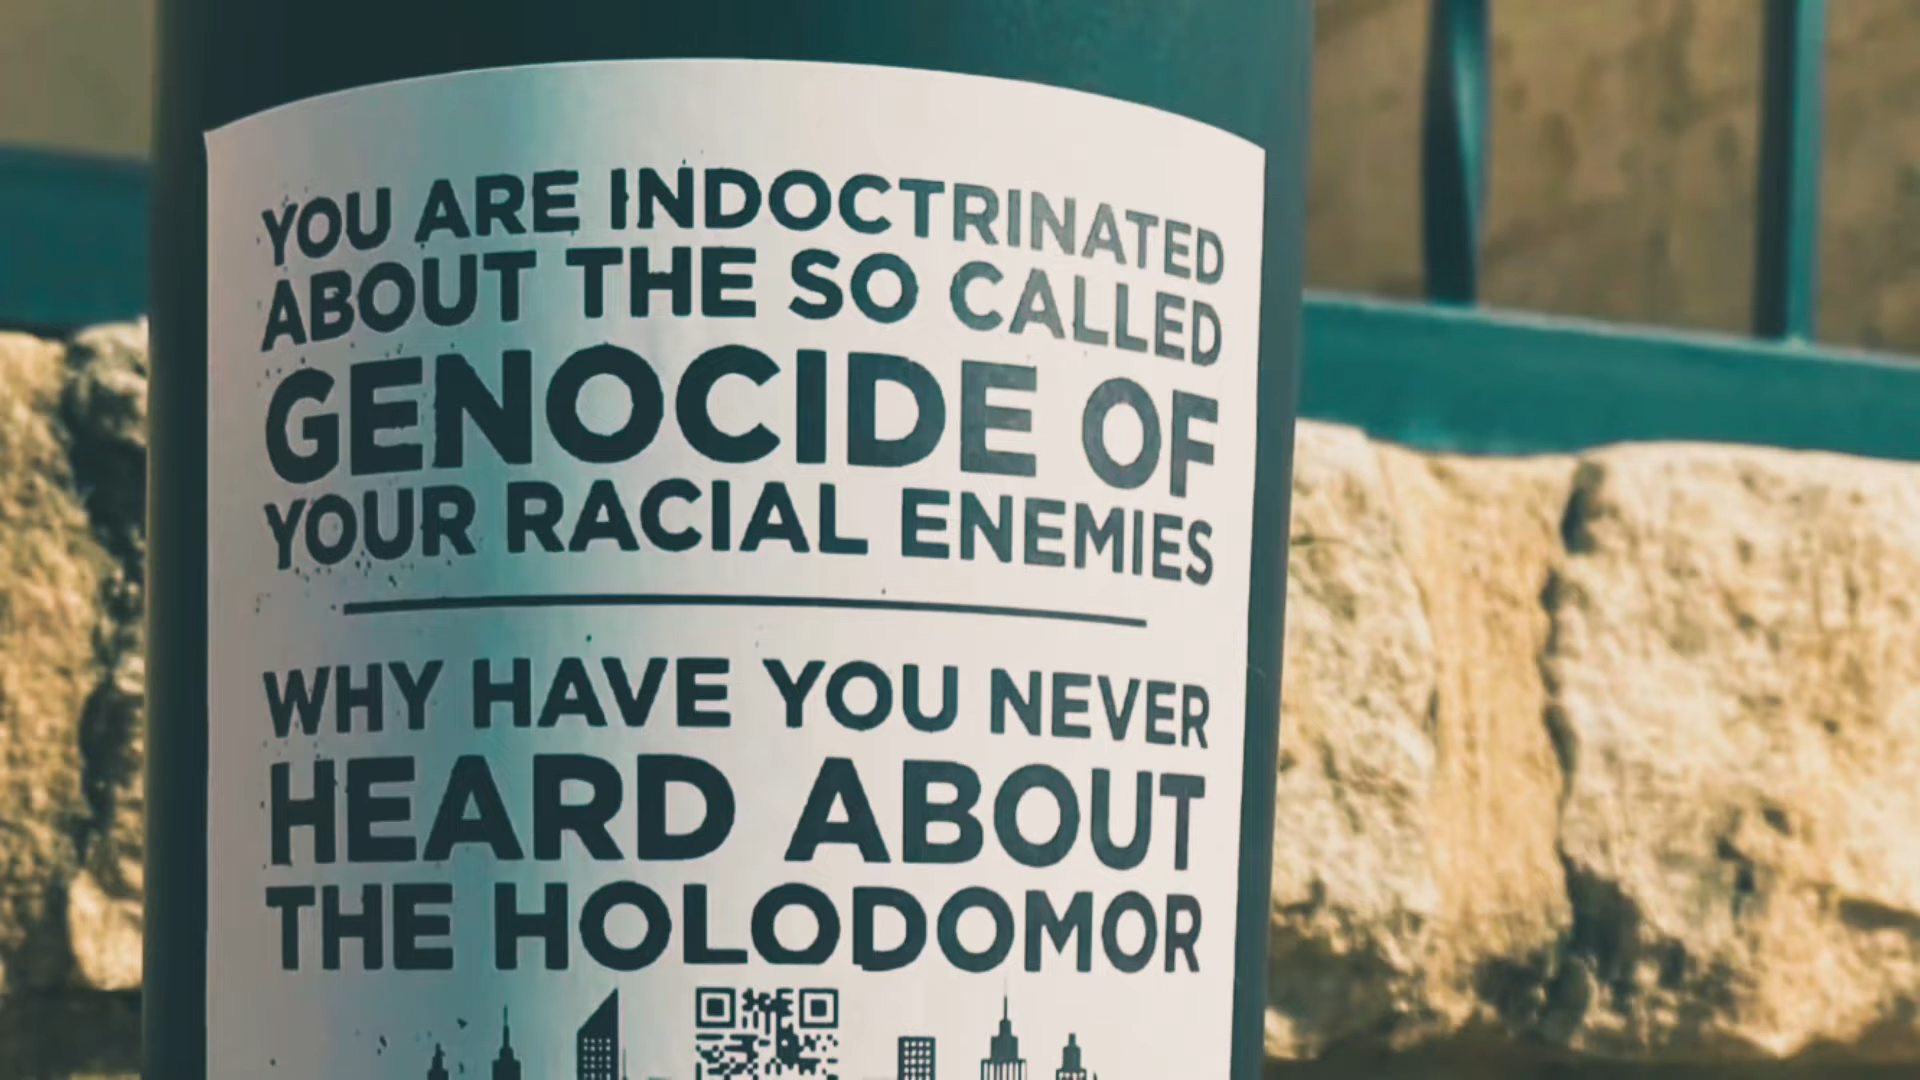 YOU ARE INDOCTRINATED
ABOUT THE SO CALLED
GENOCIDE OF
YOUR RACIAL ENEMIES
WHY HAVE YOU NEVER
HEARD ABOUT
THE HOLODOMOR